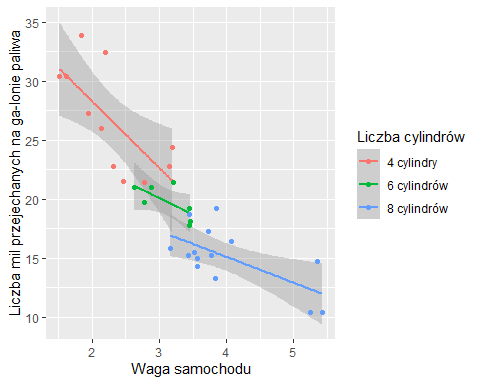 Liczba mil przejechanych na ga-lonie paliwa
35
30
25
20
15
10
2
3
4
5
Waga samochodu
Liczba cylindrów
4 cylindry
6 cylindrów
8 cylindrów